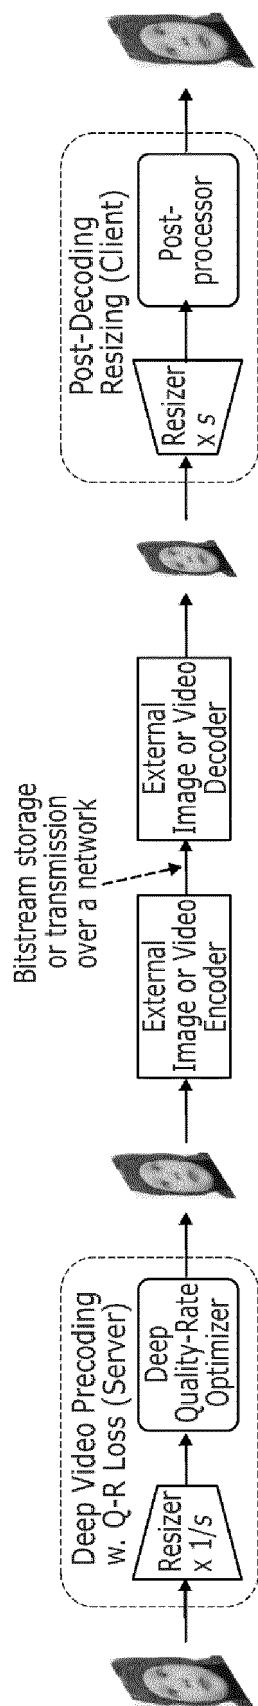 Deep Video Precoding
w. Q-R Loss (Server)
Resizer
x 1/s
Deep
Quality-Rate
Optimizer
External
Image or Video
Encoder
Bitstream storage
or transmission
over a network
External
Image or Video
Decoder
Post-Decoding
Resizing (Client)
Resizer
x s
Post-
processor